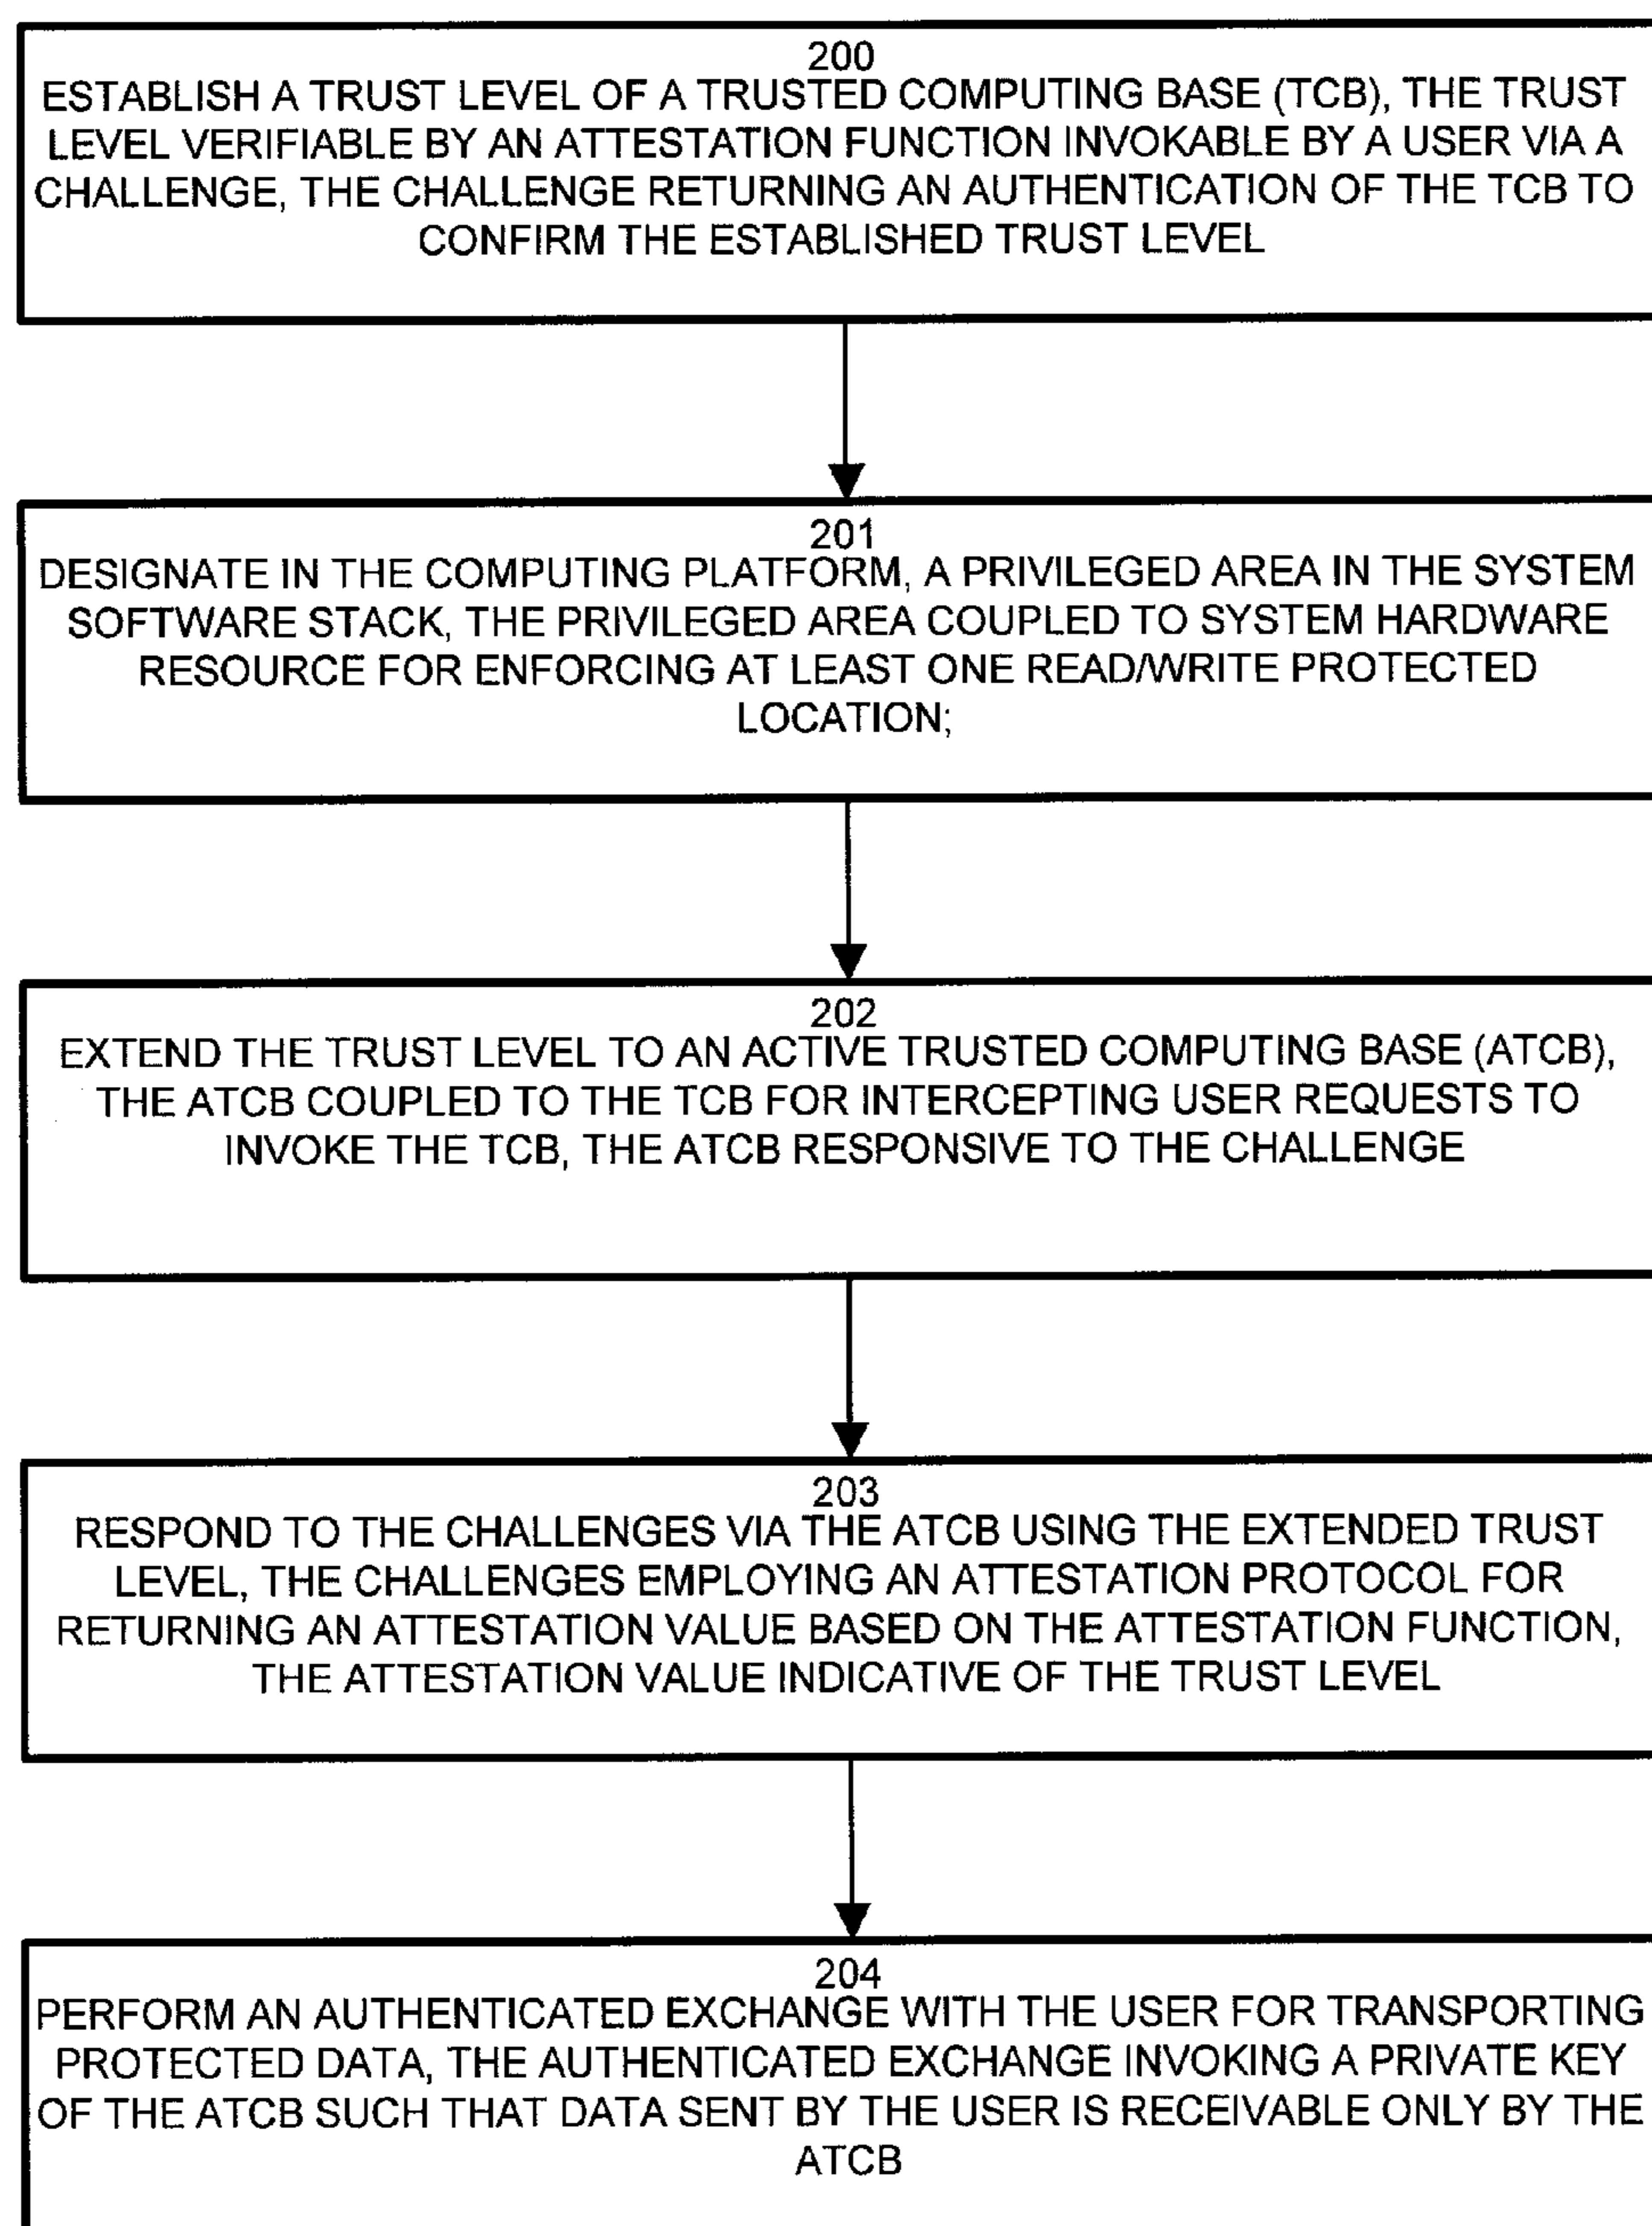 200
ESTABLISH A TRUST LEVEL OF A TRUSTED COMPUTING BASE (TCB), THE TRUST
LEVEL VERIFIABLE BY AN ATTESTATION FUNCTION INVOKABLE BY A USER VIA A
CHALLENGE, THE CHALLENGE RETURNING AN AUTHENTICATION OF THE TCB TO
CONFIRM THE ESTABLISHED TRUST LEVEL
201
DESIGNATE IN THE COMPUTING PLATFORM, A PRIVILEGED AREA IN THE SYSTEM
SOFTWARE STACK, THE PRIVILEGED AREA COUPLED TO SYSTEM HARDWARE
RESOURCE FOR ENFORCING AT LEAST ONE READ/WRITE PROTECTED
LOCATION;
202
EXTEND THE TRUST LEVEL TO AN ACTIVE TRUSTED COMPUTING BASE (ATCB),
THE ATCB COUPLED TO THE TCB FOR INTERCEPTING USER REQUESTS TO
INVOKE THE TCB, THE ATCB RESPONSIVE TO THE CHALLENGE
203
RESPOND TO THE CHALLENGES VIA THE ATCB USING THE EXTENDED TRUST
LEVEL, THE CHALLENGES EMPLOYING AN ATTESTATION PROTOCOL FOR
RETURNING AN ATTESTATION VALUE BASED ON THE ATTESTATION FUNCTION,
THE ATTESTATION VALUE INDICATIVE OF THE TRUST LEVEL
204
PERFORM AN AUTHENTICATED EXCHANGE WITH THE USER FOR TRANSPORTING
PROTECTED DATA, THE AUTHENTICATED EXCHANGE INVOKING A PRIVATE KEY
OF THE ATCB SUCH THAT DATA SENT BY THE USER IS RECEIVABLE ONLY BY THE
ATCB